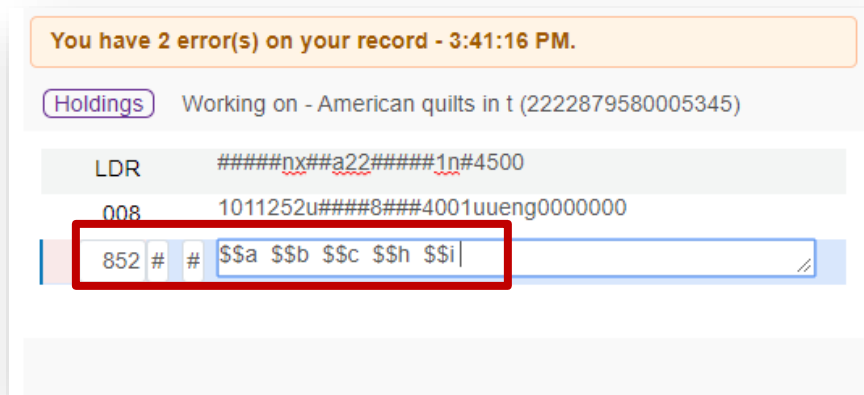 You have 2 error(s) on your record - 3:41:16 PM.
Holdings Working on - American quilts in t (2222879580005345)
LDR #####nx##a22#####1n#4500
008 1011252u####8###4001uueng0000000
852 # # $$a $$b $$c $$h $$i